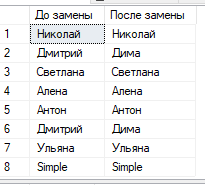 До замены После замены
1 Николай Николай
2 Дмитрий Дима
3 Светлана Светлана
4 Алена Алена
5 Антон Антон
6 Дмитрий Дима
7 Ульяна Ульяна
8 Simple Simple